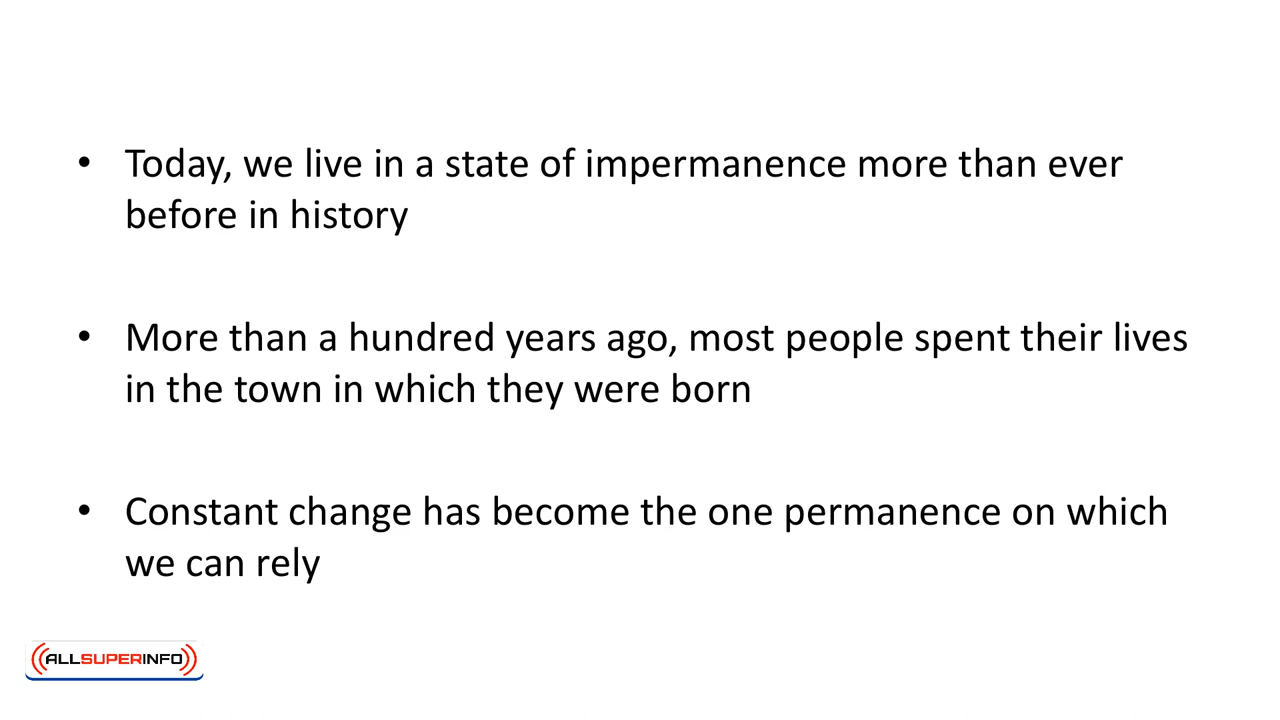 • Today, we live in a state of impermanence more than ever
before in history
• More than a hundred years ago, most people spent their lives
in the town in which they were born
• Constant change has become the one permanence on which
we can rely
ALLSUPERINFO